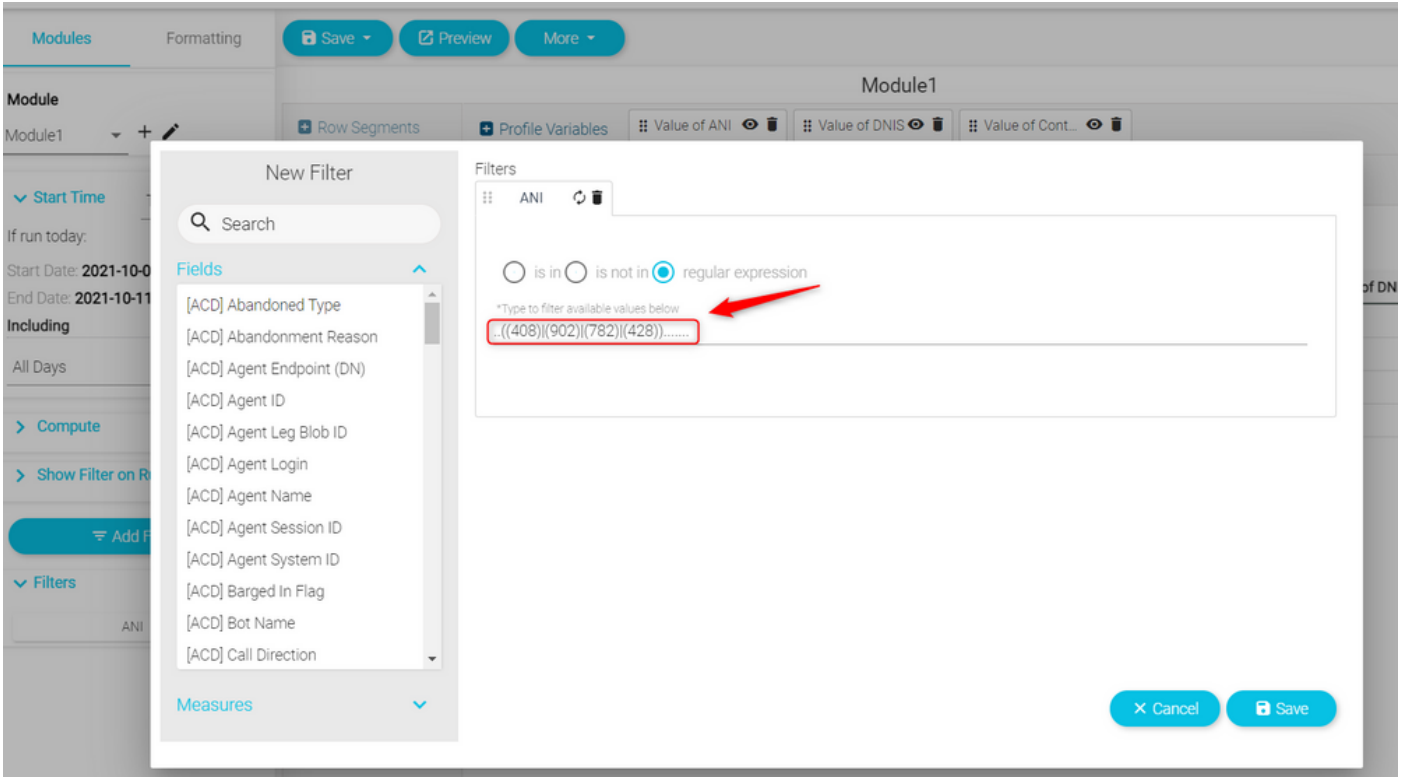 Modules Formatting Save Preview More
Module1
Module
Module1 Row Segments Profile Variables Value of ANI Value of DNIS Value of Cont...
New Filter
Filters
ANI
Start Time
Search
If run today:
is in is not in regular expression
Fields
Start Date: 2021-10-0
*Type to filter available values below
End Date: 2021-10-11
of DN
[ACD] Abandoned Type
..((408)|(902)|(782)|(428)).......
Including
[ACD] Abandonment Reason
All Days
[ACD] Agent Endpoint (DN)
[ACD] Agent ID
Compute
[ACD] Agent Leg Blob ID
[ACD] Agent Login
Show Filter on R
[ACD] Agent Name
[ACD] Agent Session ID
Add F
[ACD] Agent System ID
Filters
[ACD] Barged In Flag
ANI
[ACD] Bot Name
[ACD] Call Direction
Measures
Cancel Save